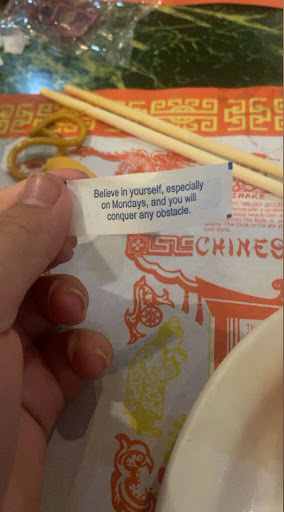 Believe in yourself, especially
on Mondays, and you will
conquer any obstacle.
CHINES